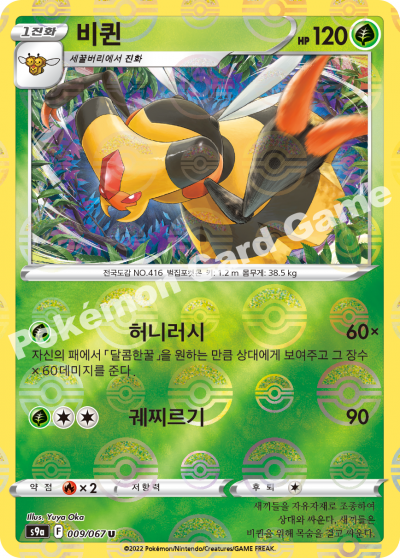 1진화
비퀸
HP 120
세꿀버리에서 진화
전국도감 NO.416 벌집포켓몬 키: 1.2 m 몸무게: 38.5 kg
Pokémon Card Game
허니러시 60×
자신의 패에서 「달콤한꿀」을 원하는 만큼 상대에게 보여주고 그 장수
×60데미지를 준다.
꿰찌르기 90
약점 ×2 저항력 후퇴
Illus. Yuya Oka
s9a F 009/067 U
새끼들을 자유자재로 조종하여
상대와 싸운다. 새끼들은
비퀸을 위해 목숨을 걸고 싸운다.
©2022 Pokémon/Nintendo/Creatures/GAME FREAK.